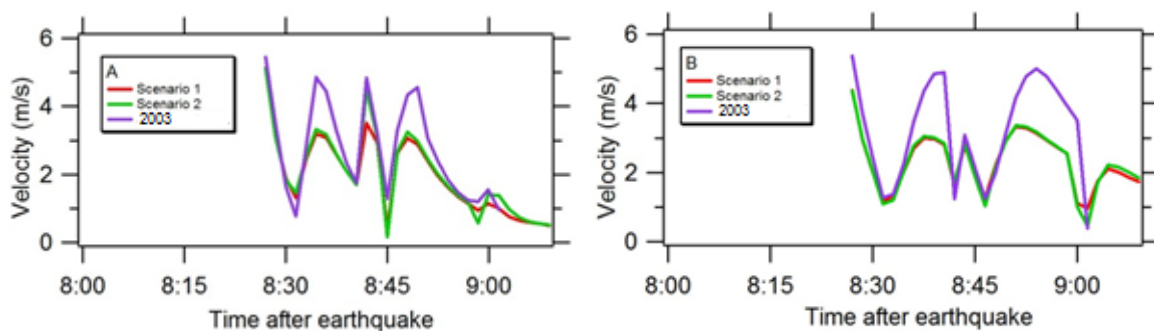 6
4
2
0
Velocity (m/s)
A
Scenario 1
Scenario 2
2003
8:00
8:15
8:30
8:45
9:00
Time after earthquake
6
4
2
0
Velocity (m/s)
B
Scenario 1
Scenario 2
2003
8:00
8:15
8:30
8:45
9:00
Time after earthquake